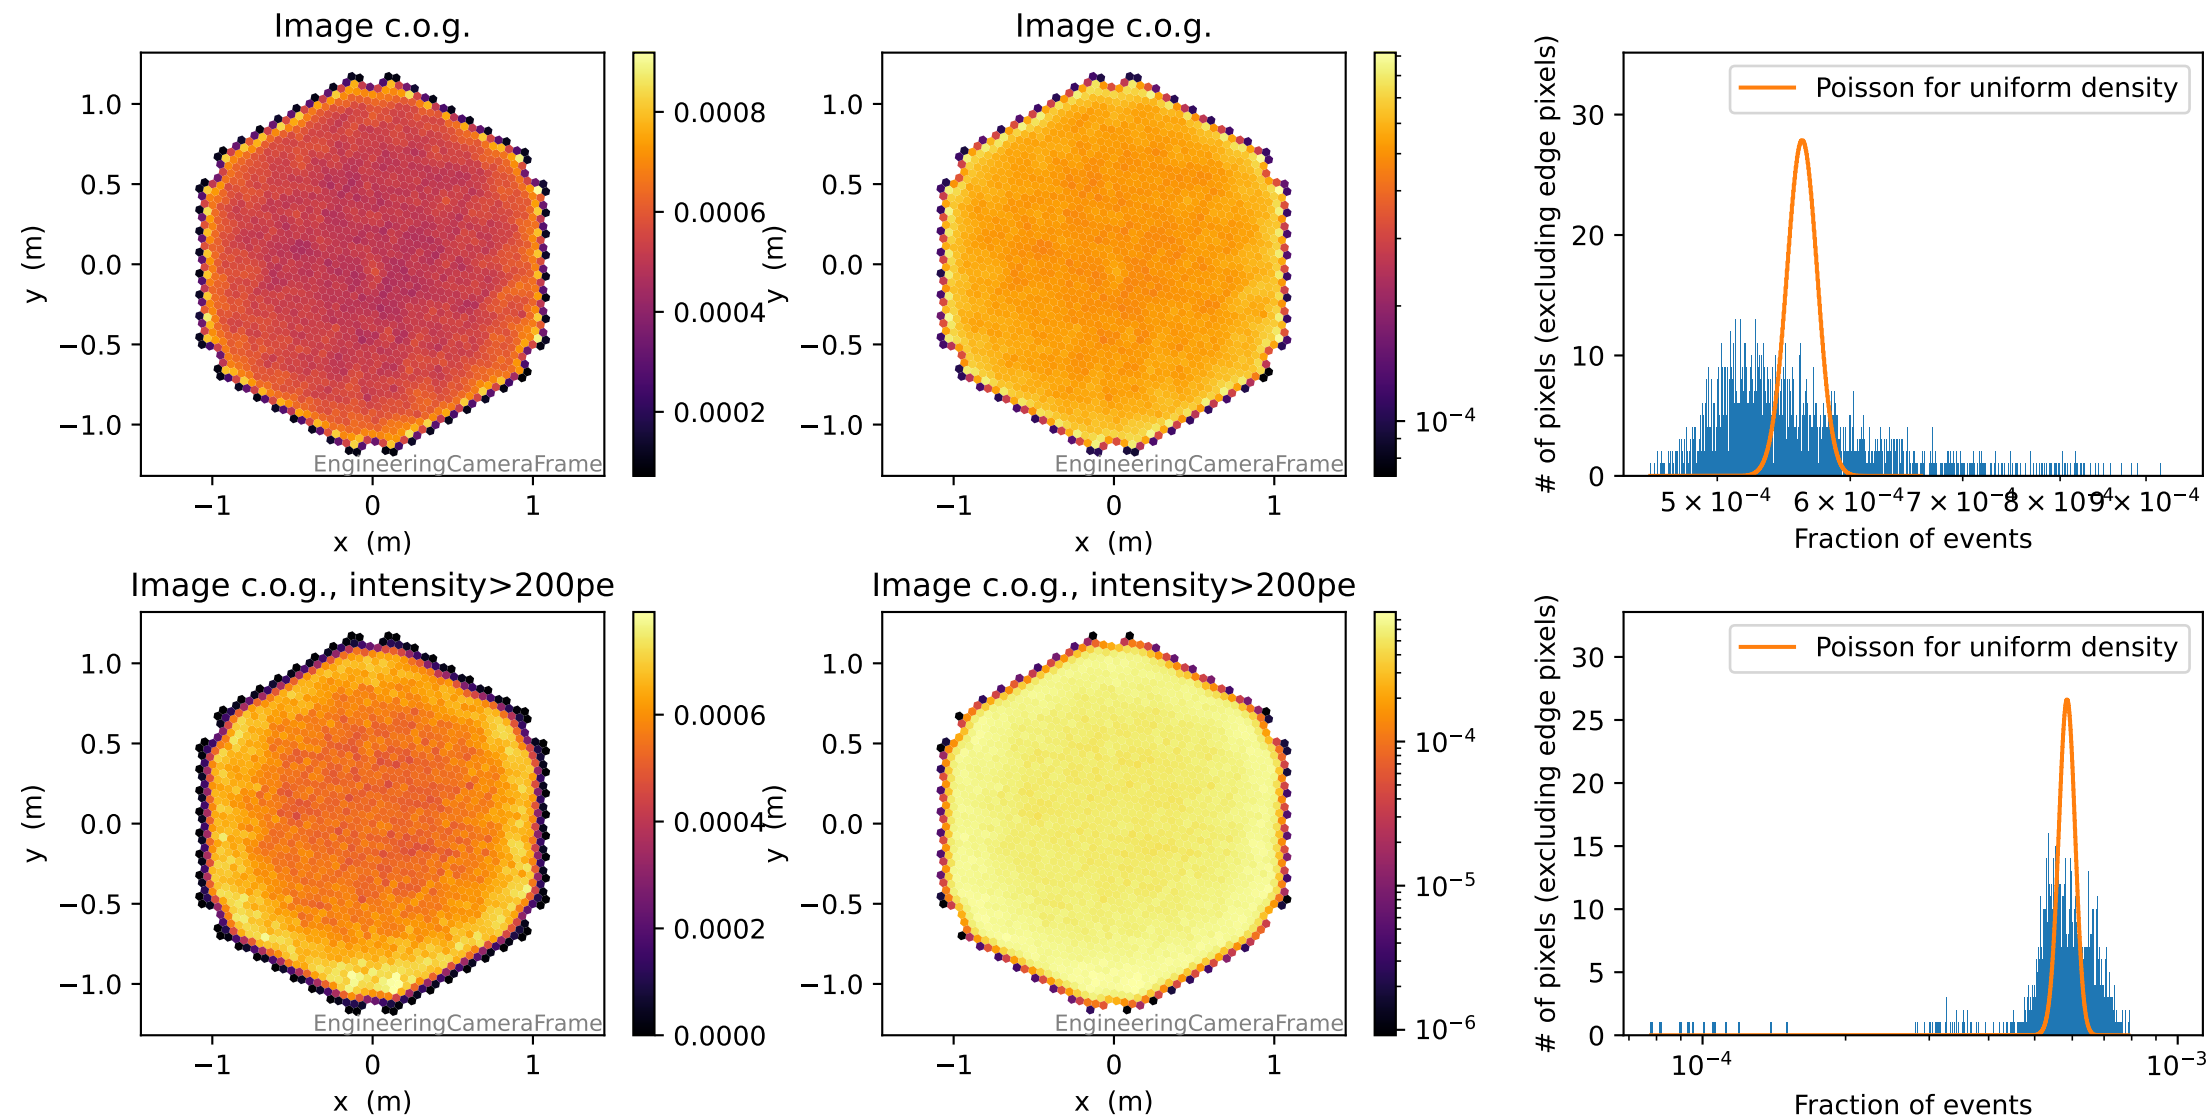 Image c.o.g.
1.0
0.5
0.0
−0.5
−1.0
y (m)
−1
0
1
x (m)
EngineeringCameraFrame
0.0008
0.0006
0.0004
0.0002
Image c.o.g.
1.0
0.5
0.0
−0.5
−1.0
y (m)
−1
0
1
x (m)
EngineeringCameraFrame
10⁻⁴
# of pixels (excluding edge pixels)
30
20
10
0
Poisson for uniform density
5 × 10⁻⁴
6 × 10⁻⁴
7 × 10⁻⁴
8 × 10⁻⁴
9 × 10⁻⁴
Fraction of events
Image c.o.g., intensity>200pe
1.0
0.5
0.0
−0.5
−1.0
y (m)
−1
0
1
x (m)
EngineeringCameraFrame
0.0006
0.0004
0.0002
0.0000
Image c.o.g., intensity>200pe
1.0
0.5
0.0
−0.5
−1.0
y (m)
−1
0
1
x (m)
EngineeringCameraFrame
10⁻⁴
10⁻⁵
10⁻⁶
# of pixels (excluding edge pixels)
30
25
20
15
10
5
0
Poisson for uniform density
10⁻⁴
10⁻³
Fraction of events